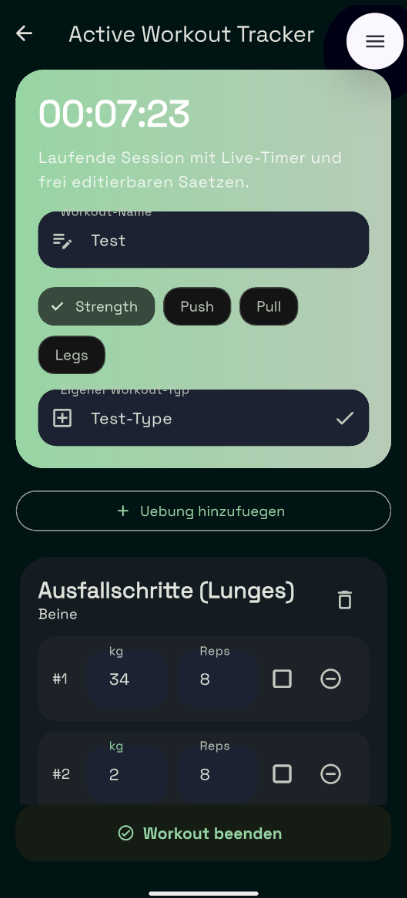 Active Workout Tracker
00:07:23
Laufende Session mit Live-Timer und
frei editierbaren Saetzen.
Workout-Name
Test
Strength Push Pull
Legs
Eigener Workout-Typ
Test-Type
Uebung hinzufuegen
Ausfallschritte (Lunges)
Beine
kg Reps
#1 34 8
kg Reps
#2 2 8
Workout beenden